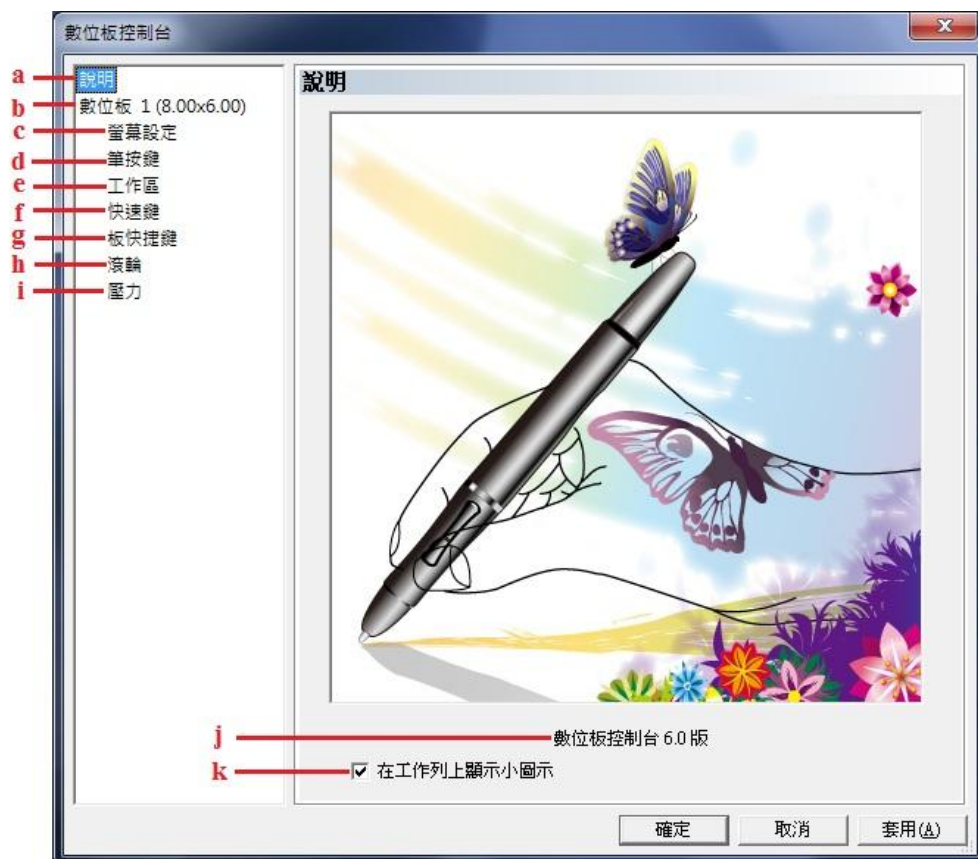 數位板控制台
a 說明
b 數位板 1 (8.00x6.00)
c 螢幕設定
d 筆按鍵
e 工作區
f 快速鍵
g 板快捷鍵
h 滾輪
i 壓力
說明
j 數位板控制台 6.0 版
k 在工作列上顯示小圖示
確定 取消 套用(A)